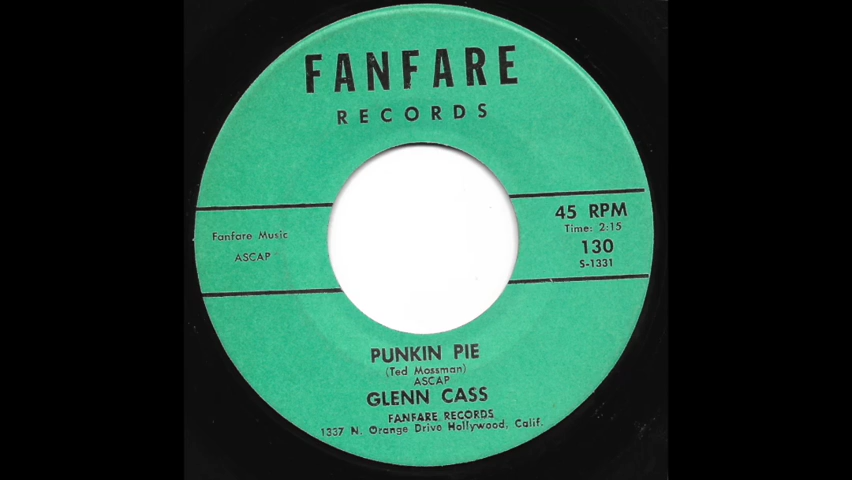 FANFARE
RECORDS
Fanfare Music
ASCAP
45 RPM
Time: 2:15
130
S-1331
PUNKIN PIE
(Ted Mossman)
ASCAP
GLENN CASS
FANFARE RECORDS
1337 N. Orange Drive Hollywood, Calif.